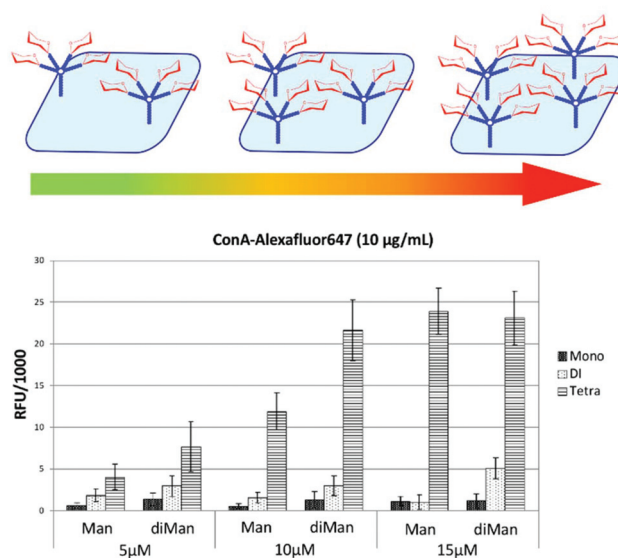 ConA-Alexafluor647 (10 µg/mL)
RFU/1000
30
25
20
15
10
5
0
Man diMan Man diMan Man diMan
5µM 10µM 15µM
Mono
DI
Tetra